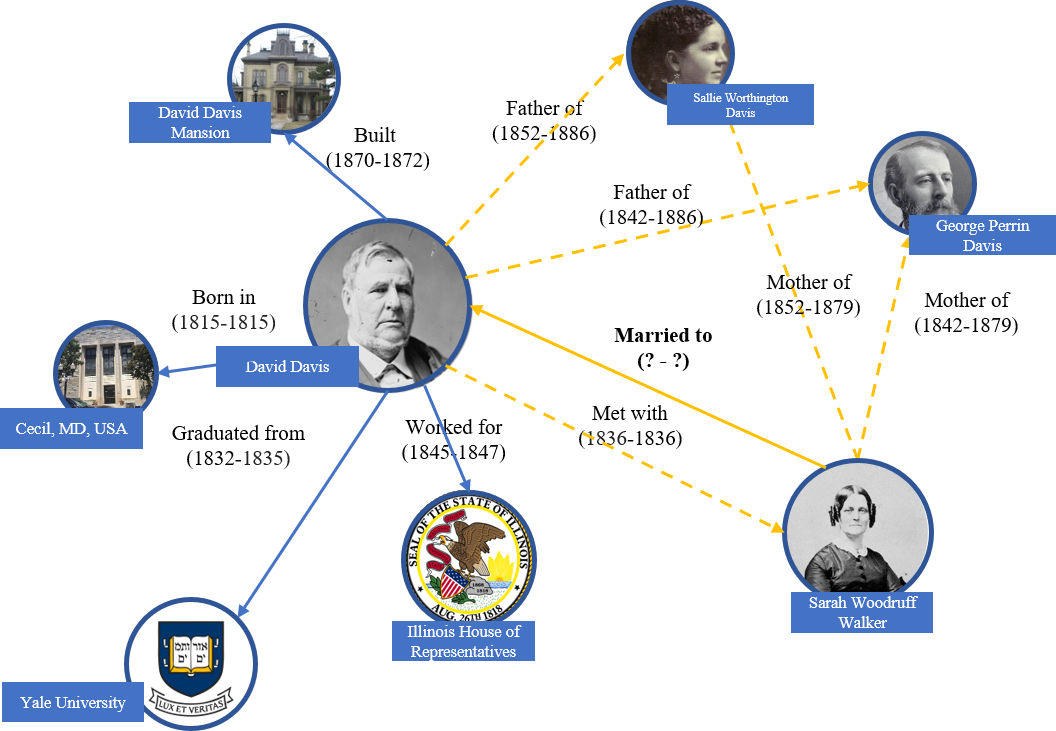 David Davis
Mansion
Built
(1870-1872)
Father of
(1852-1886)
Sallie Worthington
Davis
Father of
(1842-1886)
George Perrin
Davis
Mother of
(1852-1879)
Mother of
(1842-1879)
Born in
(1815-1815)
Cecil, MD, USA
David Davis
Married to
(? - ?)
Met with
(1836-1836)
Graduated from
(1832-1835)
Worked for
(1845-1847)
SEAL OF THE STATE OF ILLINOIS
1868
1818
AUG. 26TH 1818
Illinois House of
Representatives
Sarah Woodruff
Walker
אורים
ותמים
LUX ET VERITAS
Yale University